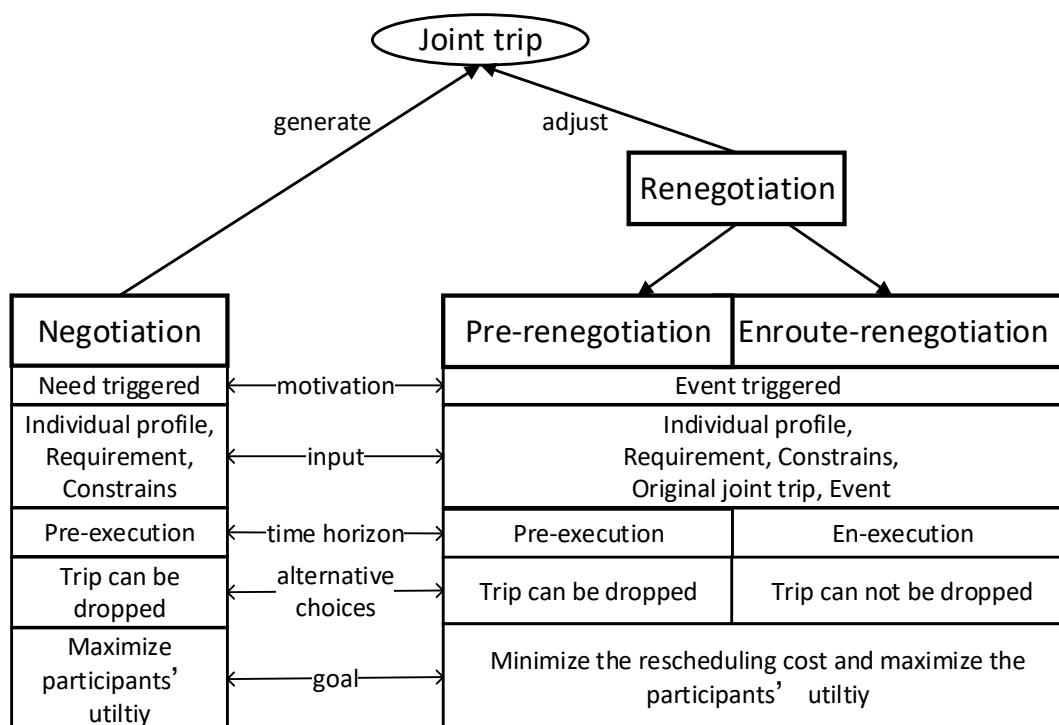 Joint trip
generate
adjust
Renegotiation
Negotiation
Pre-renegotiation
Enroute-renegotiation
Need triggered
motivation
Event triggered
Individual profile,
Requirement,
Constrains
input
Individual profile,
Requirement, Constrains,
Original joint trip, Event
Pre-execution
time horizon
Pre-execution
En-execution
Trip can be
dropped
alternative
choices
Trip can be dropped
Trip can not be dropped
Maximize
participants’
utiltiy
goal
Minimize the rescheduling cost and maximize the
participants’ utiltiy